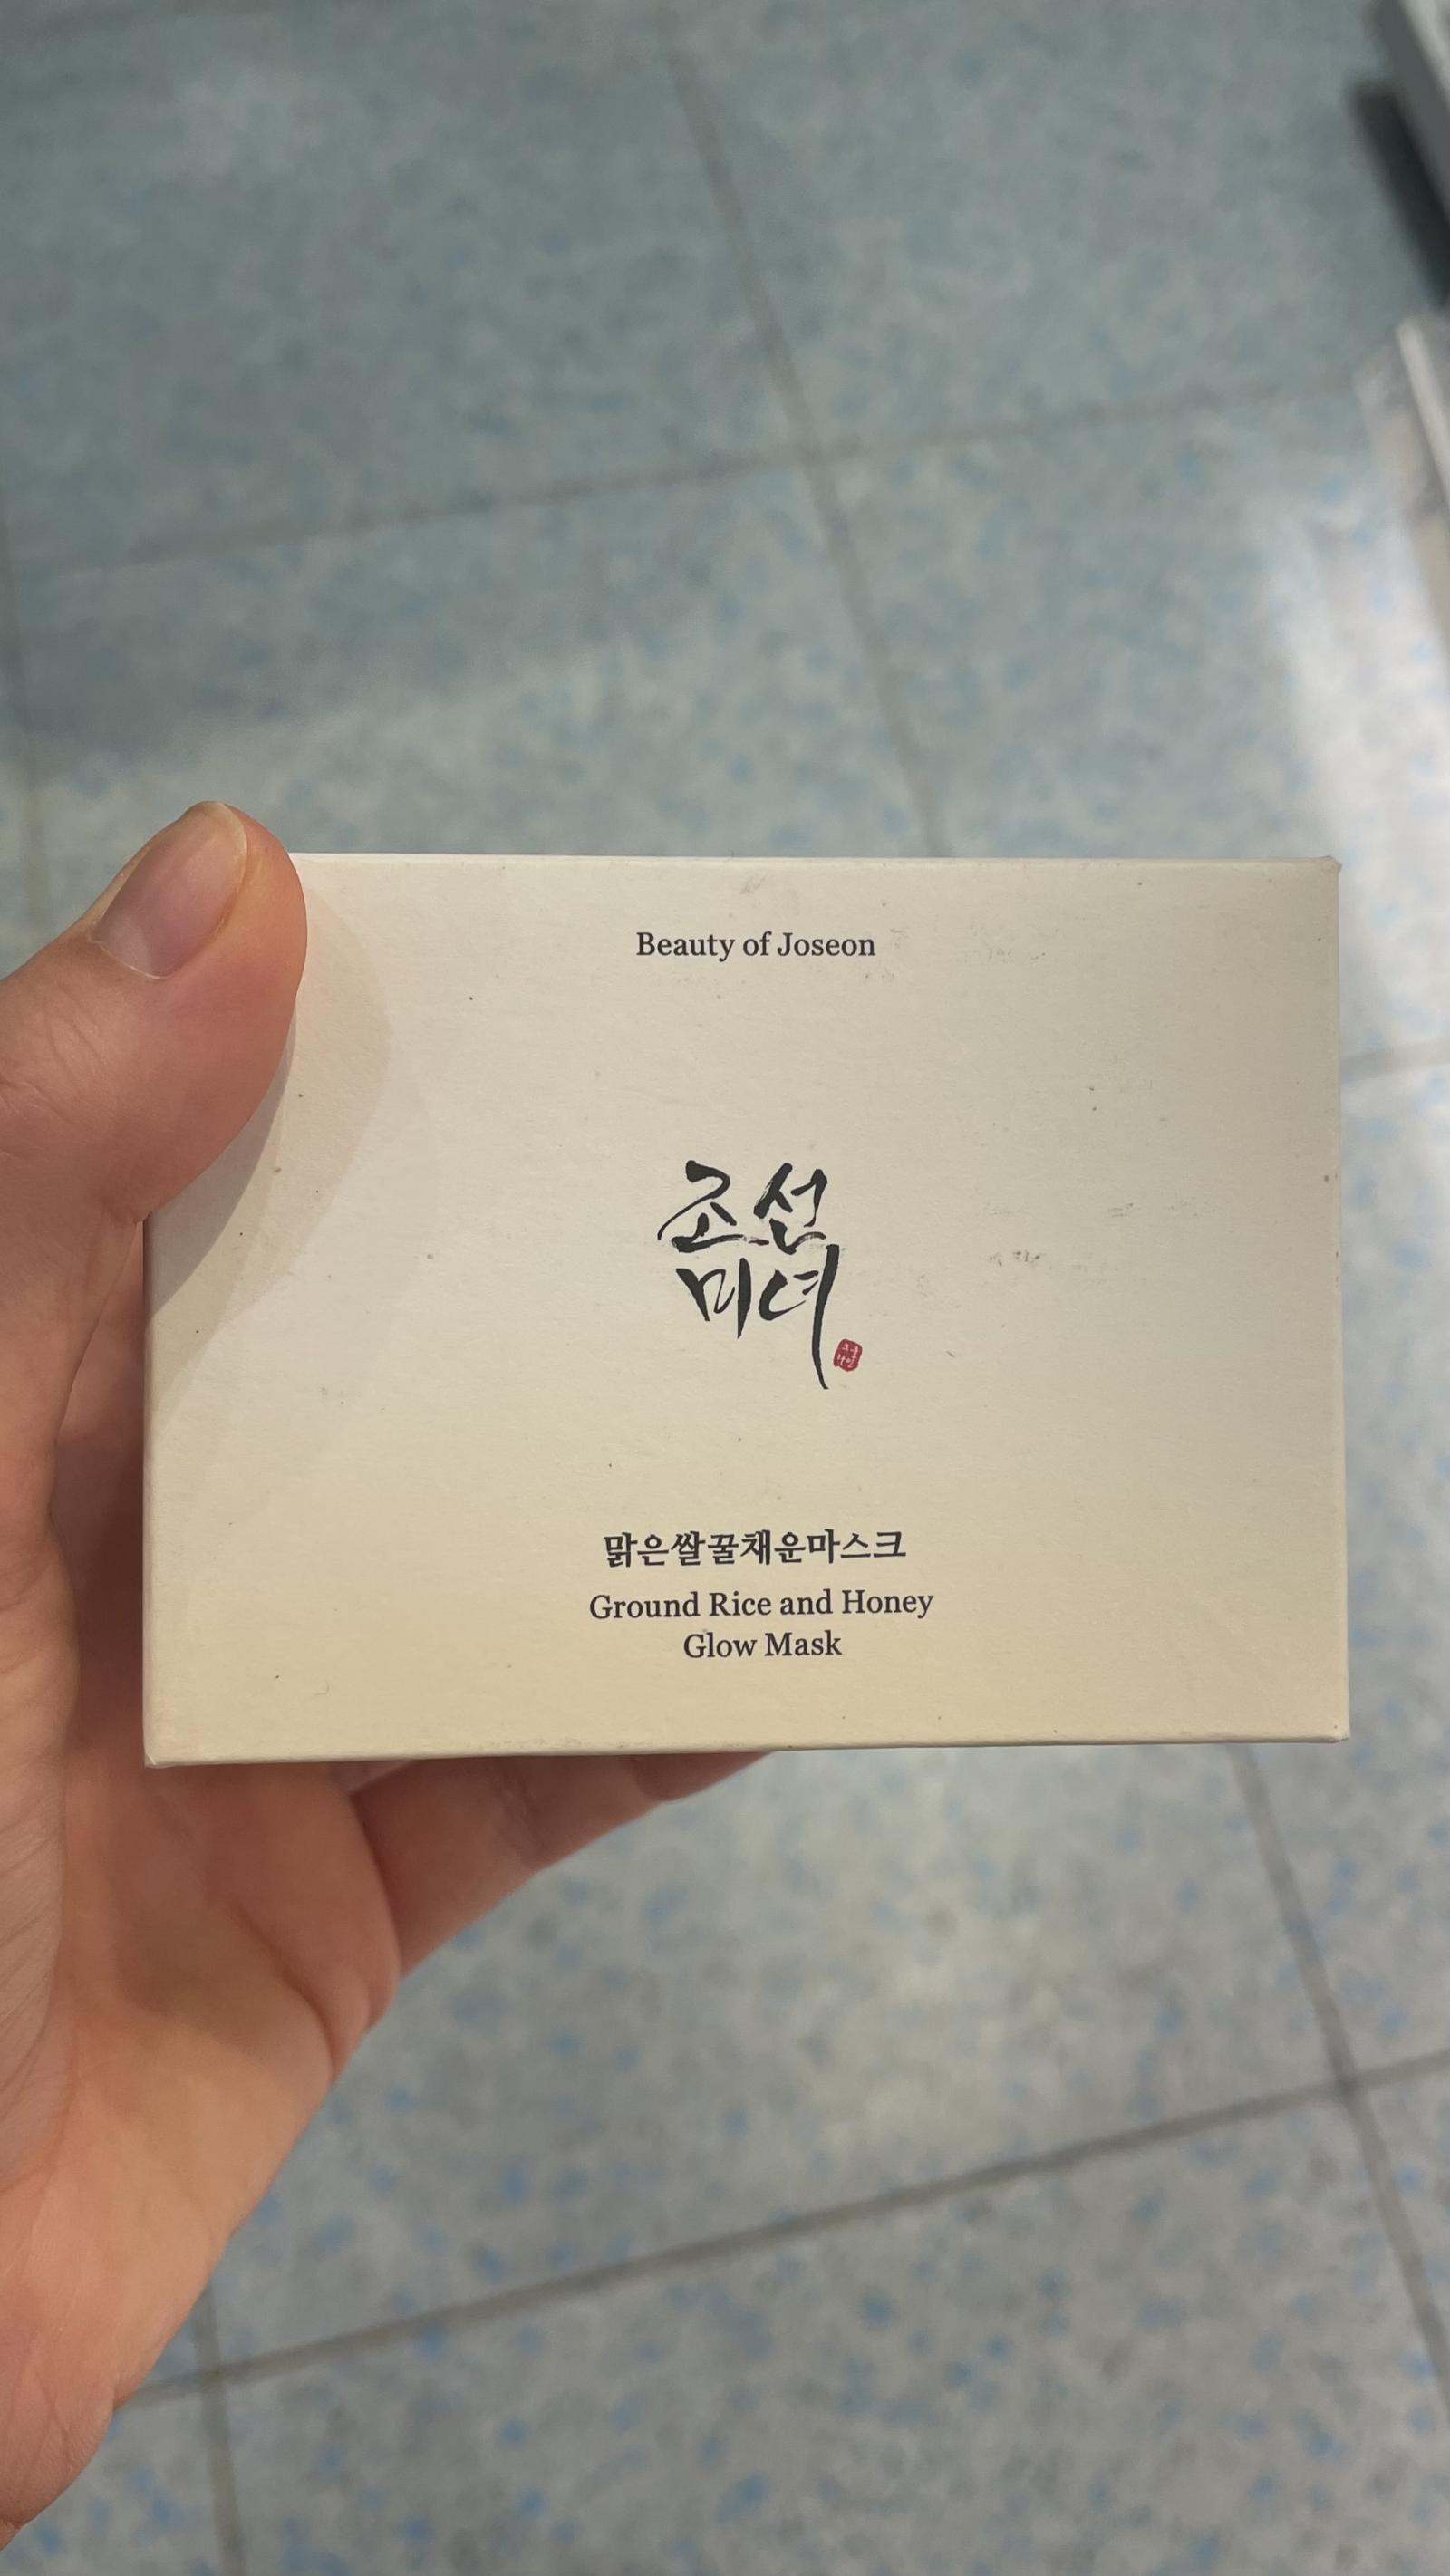 Beauty of Joseon
조선
미녀
맑은쌀꿀채운마스크
Ground Rice and Honey
Glow Mask